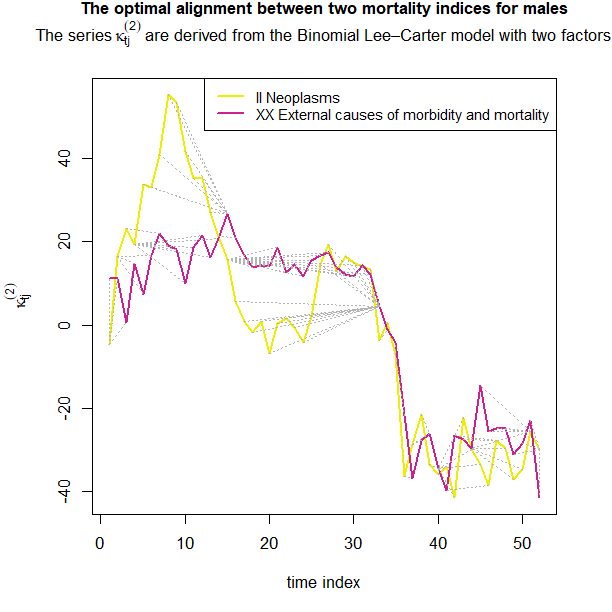 The optimal alignment between two mortality indices for males
The series κ_tj^(2) are derived from the Binomial Lee–Carter model with two factors
II Neoplasms
XX External causes of morbidity and mortality
κ_tj^(2)
40
20
0
-20
-40
0 10 20 30 40 50
time index